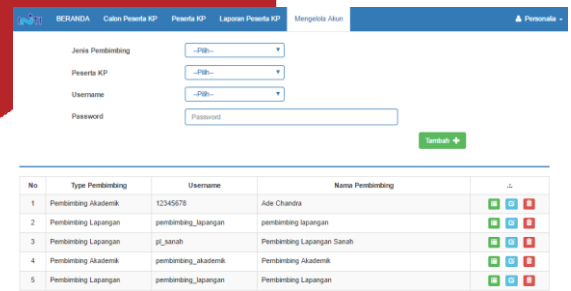 INTI
BERANDA Calon Peserta KP Peserta KP Laporan Peserta KP Mengelola Akun Personalia
Jenis Pembimbing --Pilih--
Peserta KP --Pilih--
Username --Pilih--
Password Password
Tambah +
No Type Pembimbing Username Nama Pembimbing
1 Pembimbing Akademik 12345678 Ade Chandra
2 Pembimbing Lapangan pembimbing_lapangan pembimbing lapangan
3 Pembimbing Lapangan pl_sanah Pembimbing Lapangan Sanah
4 Pembimbing Akademik pembimbing_akademik Pembimbing Akademik
5 Pembimbing Lapangan pembimbing_lapangan Pembimbing Lapangan